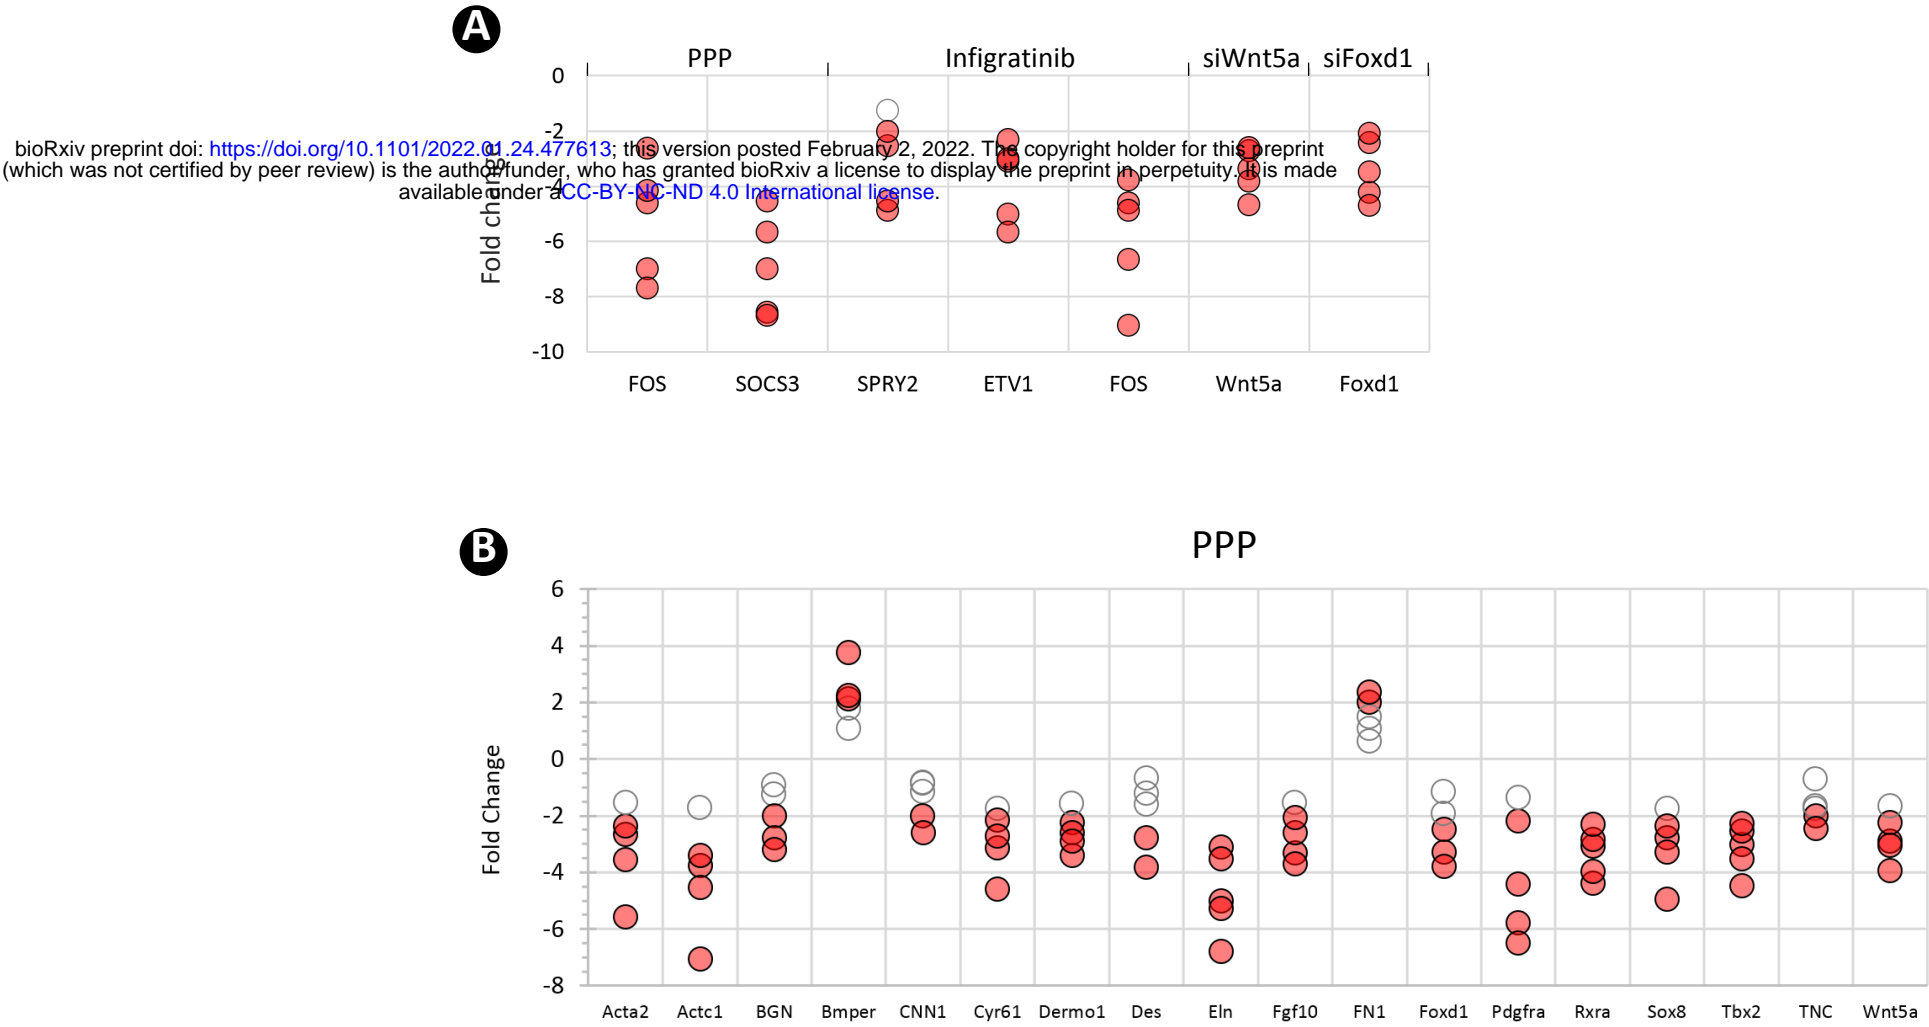 A
PPP Infigratinib siWnt5a siFoxd1
0
-2
bioRxiv preprint doi: https://doi.org/10.1101/2022.01.24.477613; this version posted February 2, 2022. The copyright holder for this preprint
(which was not certified by peer review) is the author/funder, who has granted bioRxiv a license to display the preprint in perpetuity. It is made
-4
available under aCC-BY-NC-ND 4.0 International license.
Fold change
-6
-8
-10
FOS SOCS3 SPRY2 ETV1 FOS Wnt5a Foxd1
B
PPP
6
4
2
0
-2
-4
-6
-8
Fold Change
Acta2 Actc1 BGN Bmper CNN1 Cyr61 Dermo1 Des Eln Fgf10 FN1 Foxd1 Pdgfra Rxra Sox8 Tbx2 TNC Wnt5a